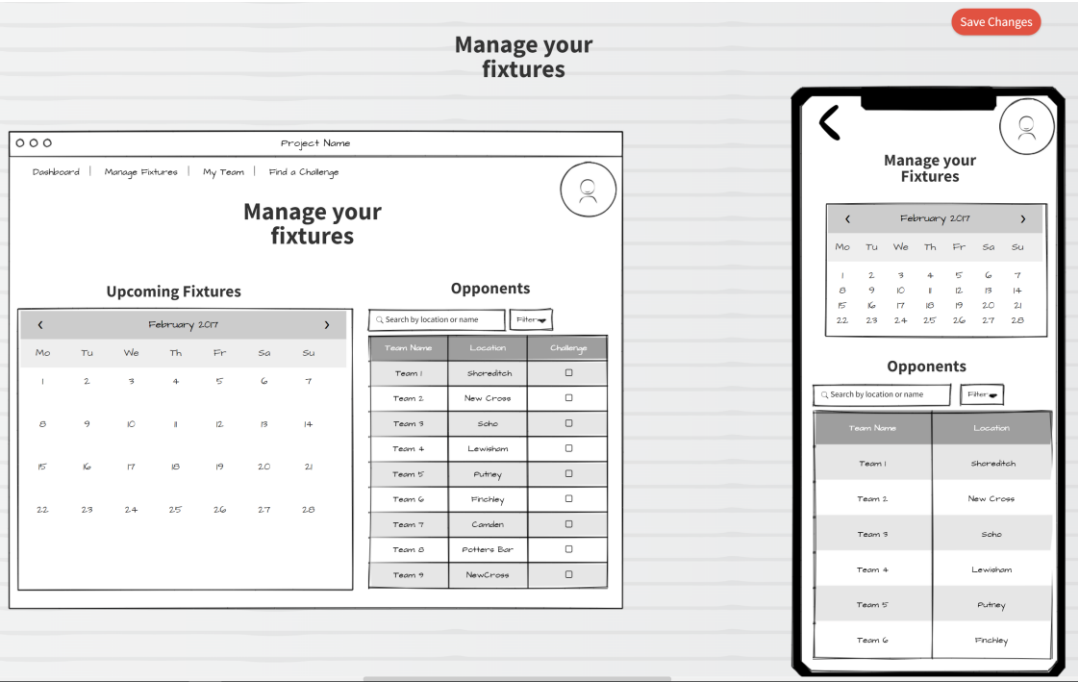 Save Changes
Manage your
fixtures
Project Name
Dashboard | Manage Fixtures | My Team | Find a Challenge
Manage your
fixtures
Upcoming Fixtures
February 2017
Mo Tu We Th Fr Sa Su
1 2 3 4 5 6 7
8 9 10 11 12 13 14
15 16 17 18 19 20 21
22 23 24 25 26 27 28
Opponents
Search by location or name Filter
Team Name Location Challenge
Team 1 Shoreditch
Team 2 New Cross
Team 3 Soho
Team 4 Lewisham
Team 5 Putney
Team 6 Finchley
Team 7 Camden
Team 8 Potters Bar
Team 9 NewCross
Manage your
Fixtures
February 2017
Mo Tu We Th Fr Sa Su
1 2 3 4 5 6 7
8 9 10 11 12 13 14
15 16 17 18 19 20 21
22 23 24 25 26 27 28
Opponents
Search by location or name Filter
Team Name Location
Team 1 Shoreditch
Team 2 New Cross
Team 3 Soho
Team 4 Lewisham
Team 5 Putney
Team 6 Finchley